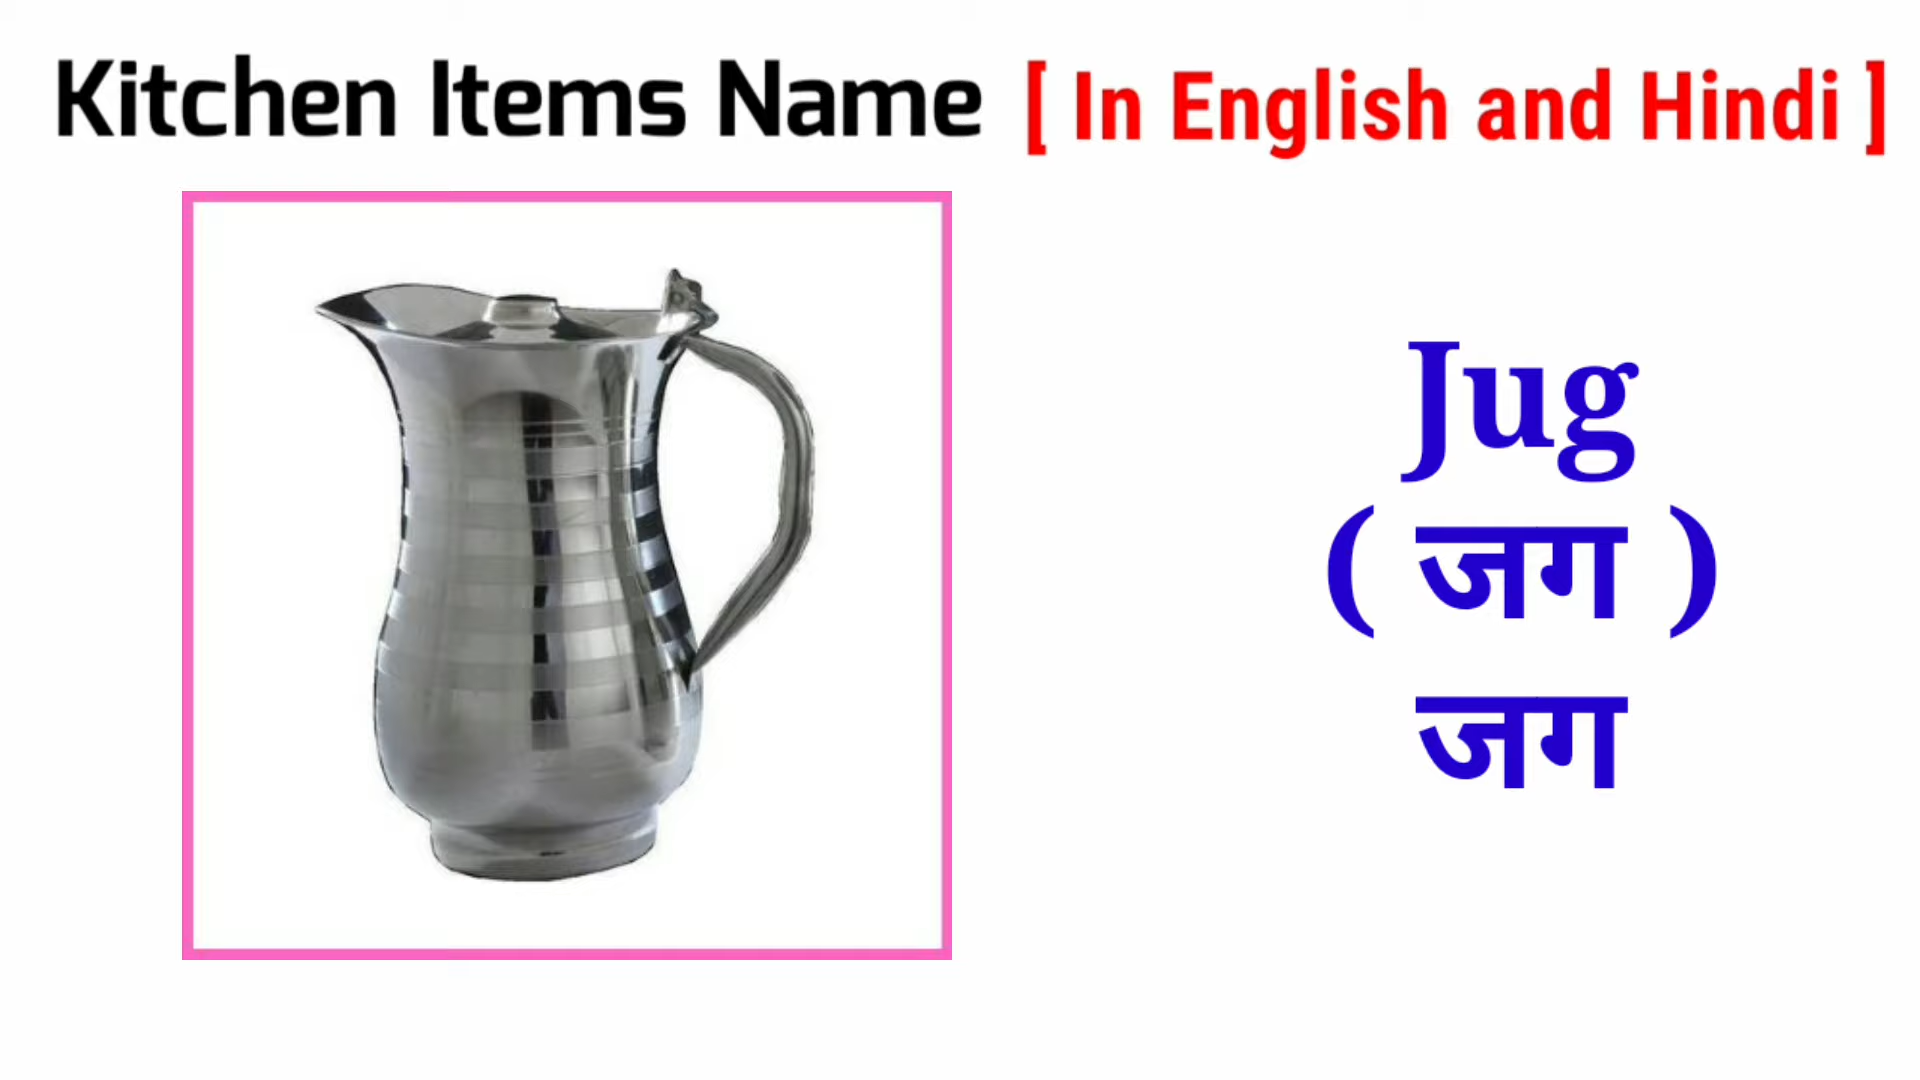 Kitchen Items Name [ In English and Hindi ]
Jug
( जग )
जग